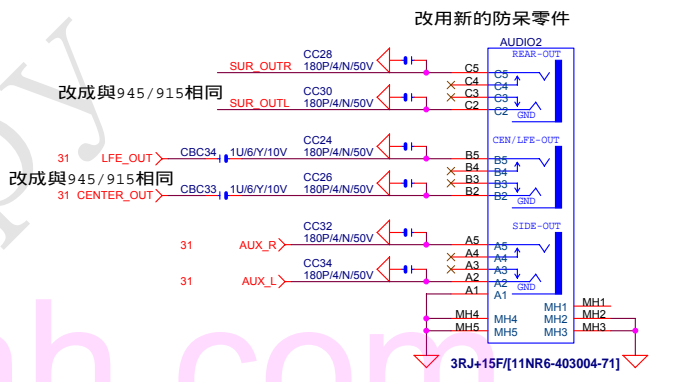 改用新的防呆零件
AUDIO2
REAR-OUT
CC28
180P/4/N/50V
SUR_OUTR
C5 C5
C4 C4
C3 C3
C2 C2
GND
改成與945/915相同
CC30
180P/4/N/50V
SUR_OUTL
CEN/LFE-OUT
CC24
180P/4/N/50V
31 LFE_OUT CBC34 1U/6/Y/10V
B5 B5
B4 B4
B3 B3
B2 B2
GND
改成與945/915相同
CC26
180P/4/N/50V
31 CENTER_OUT CBC33 1U/6/Y/10V
SIDE-OUT
CC32
180P/4/N/50V
31 AUX_R
A5 A5
A4 A4
A3 A3
A2 A2
A1 A1
GND
CC34
180P/4/N/50V
31 AUX_L
MH1 MH1
MH4 MH4 MH2 MH2
MH5 MH5 MH3 MH3
3RJ+15F/[11NR6-403004-71]